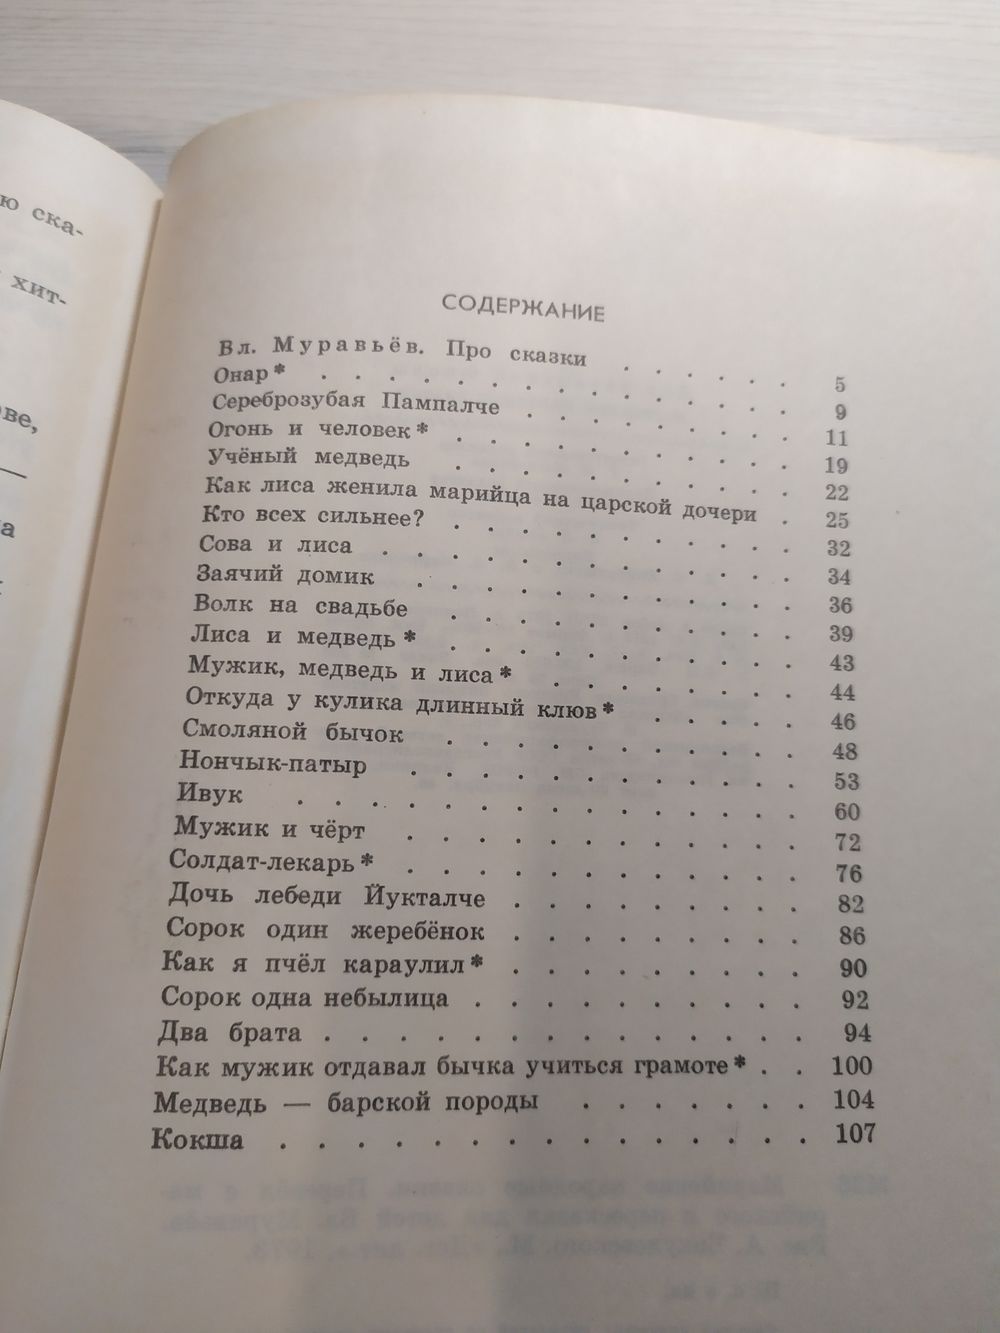 ю ска-
хит-
ве,
—
а
СОДЕРЖАНИЕ
Вл. Муравьёв. Про сказки . . . . . 5
Онар * . . . . . . . . . . . 9
Сереброзубая Пампалче . . . . . . . 11
Огонь и человек * . . . . . . . . 19
Учёный медведь . . . . . . . . 22
Как лиса женила марийца на царской дочери . 25
Кто всех сильнее? . . . . . . . . 32
Сова и лиса . . . . . . . . . 34
Заячий домик . . . . . . . . . 36
Волк на свадьбе . . . . . . . . 39
Лиса и медведь * . . . . . . . . 43
Мужик, медведь и лиса * . . . . . . 44
Откуда у кулика длинный клюв * . . . . 46
Смоляной бычок . . . . . . . . . 48
Нончык-патыр . . . . . . . . . 53
Ивук . . . . . . . . . . . . 60
Мужик и чёрт . . . . . . . . . 72
Солдат-лекарь * . . . . . . . . . 76
Дочь лебеди Йукталче . . . . . . . 82
Сорок один жеребёнок . . . . . . . 86
Как я пчёл караулил * . . . . . . . 90
Сорок одна небылица . . . . . . . . 92
Два брата . . . . . . . . . . . 94
Как мужик отдавал бычка учиться грамоте * . . 100
Медведь — барской породы . . . . . . 104
Кокша . . . . . . . . . . . . 107